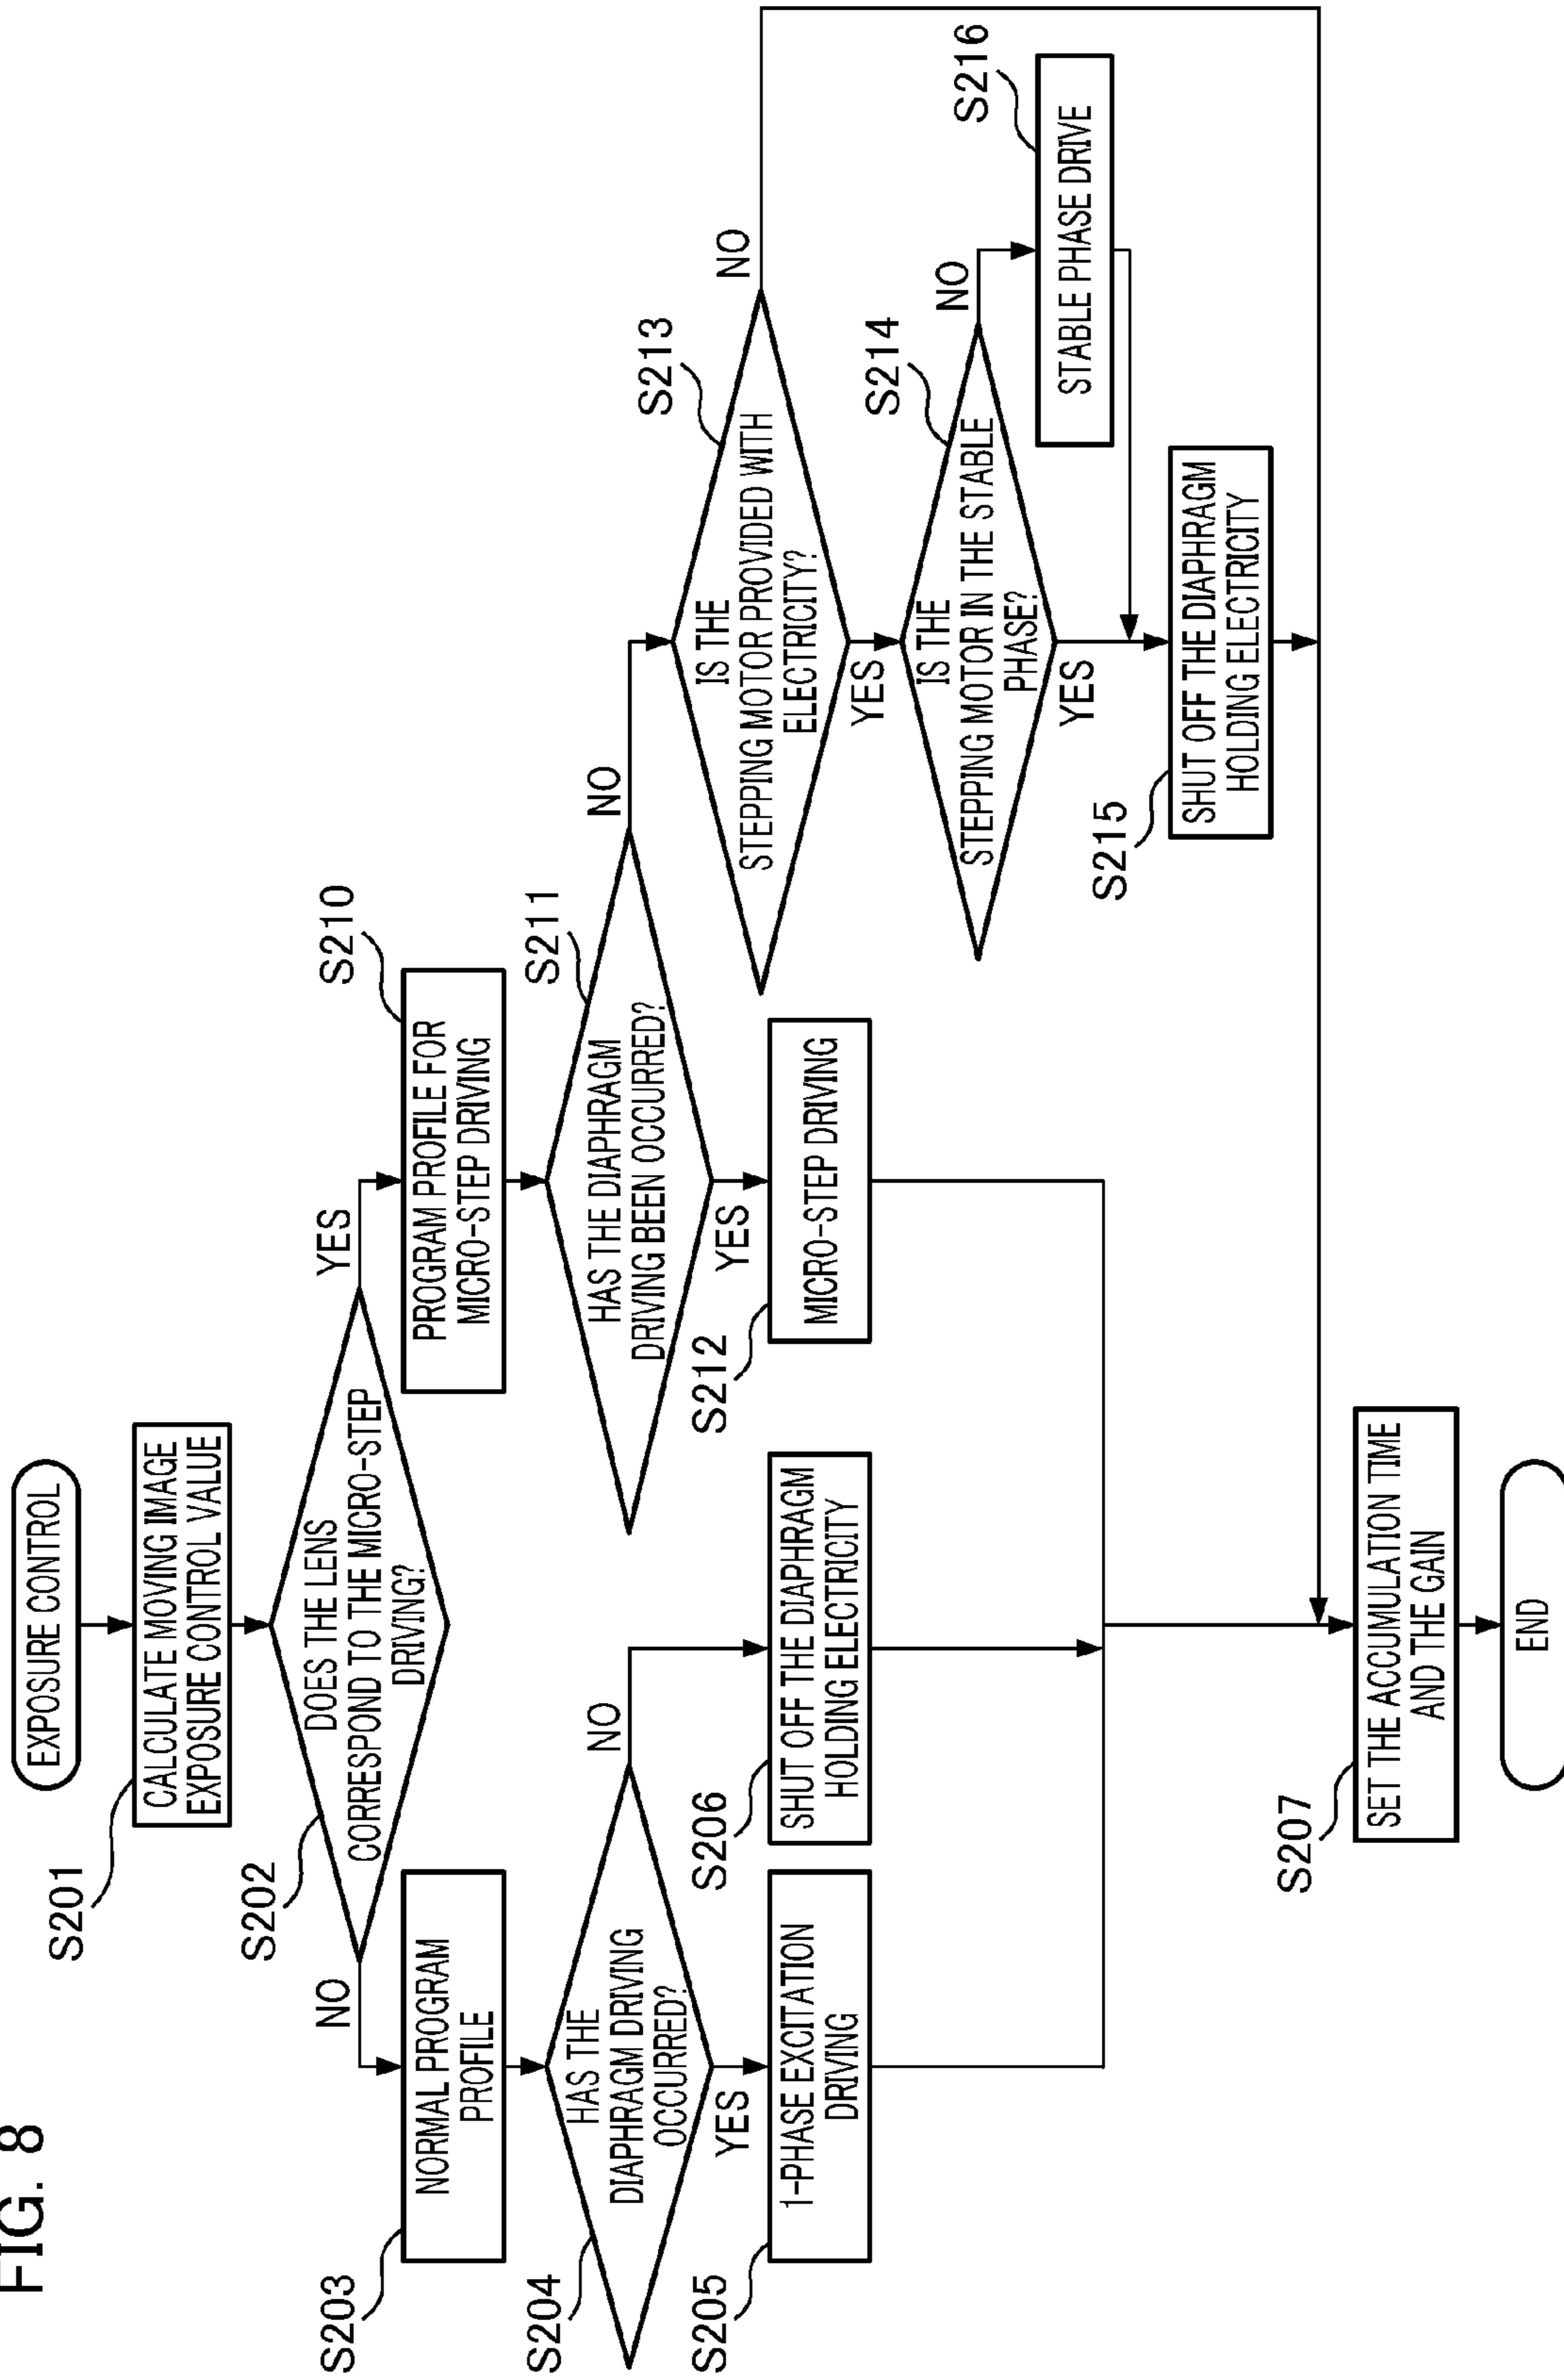 FIG. 8
EXPOSURE CONTROL
S201
CALCULATE MOVING IMAGE
EXPOSURE CONTROL VALUE
S202
DOES THE LENS
CORRESPOND TO THE MICRO-STEP
DRIVING?
NO
YES
S203
NORMAL PROGRAM
PROFILE
S204
HAS THE
DIAPHRAGM DRIVING
OCCURRED?
YES
NO
S205
1-PHASE EXCITATION
DRIVING
S206
SHUT OFF THE DIAPHRAGM
HOLDING ELECTRICITY
S210
PROGRAM PROFILE FOR
MICRO-STEP DRIVING
S211
HAS THE DIAPHRAGM
DRIVING BEEN OCCURRED?
YES
NO
S212
MICRO-STEP DRIVING
S213
IS THE
STEPPING MOTOR PROVIDED WITH
ELECTRICITY?
YES
NO
S214
IS THE
STEPPING MOTOR IN THE STABLE
PHASE?
YES
NO
S216
STABLE PHASE DRIVE
S215
SHUT OFF THE DIAPHRAGM
HOLDING ELECTRICITY
S207
SET THE ACCUMULATION TIME
AND THE GAIN
END